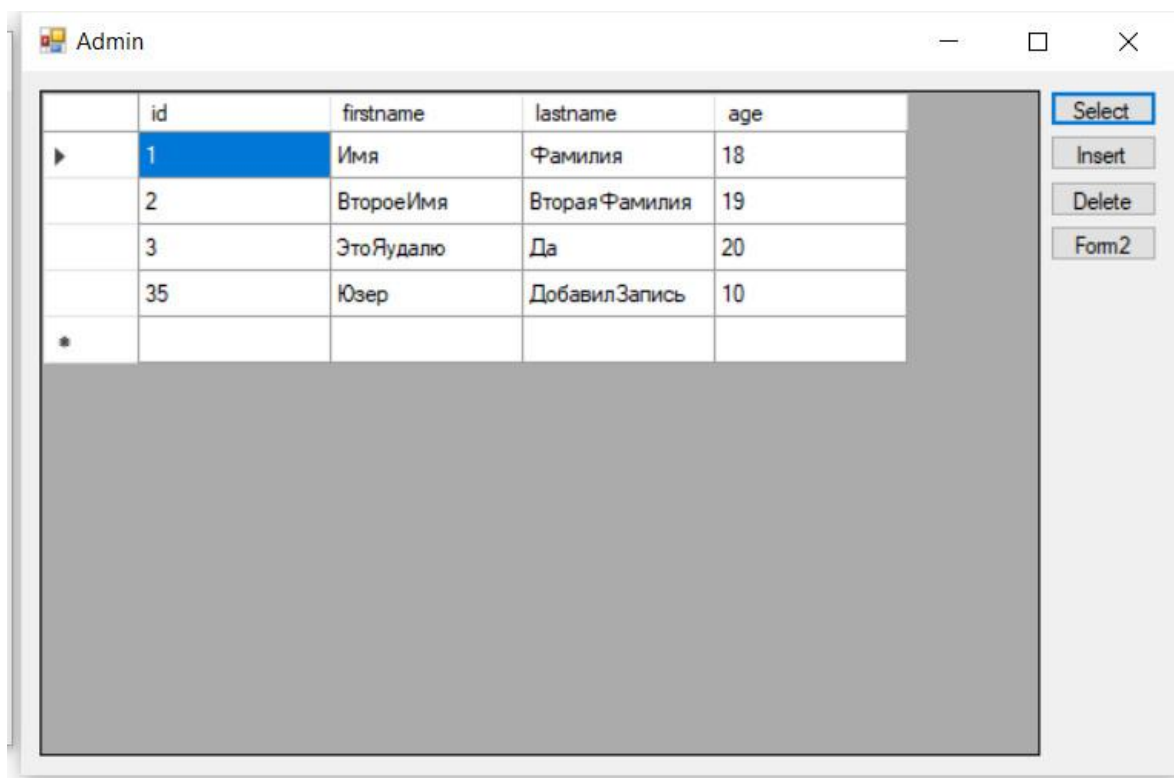 Admin
id firstname lastname age
1 Имя Фамилия 18
2 ВтороеИмя ВтораяФамилия 19
3 ЭтоЯудалю Да 20
35 Юзер ДобавилЗапись 10
Select
Insert
Delete
Form2